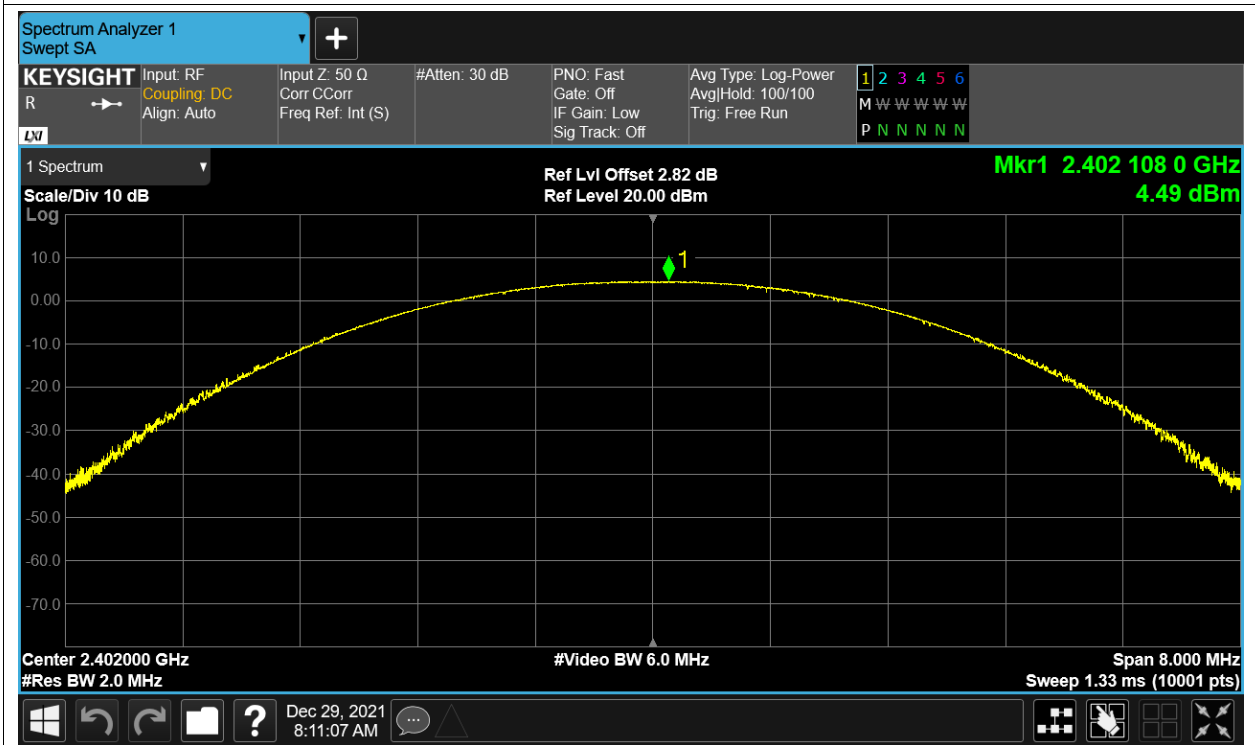 Spectrum Analyzer 1
Swept SA
KEYSIGHT
R
LXI
Input: RF
Coupling: DC
Align: Auto
Input Z: 50 Ω
Corr CCorr
Freq Ref: Int (S)
#Atten: 30 dB
PNO: Fast
Gate: Off
IF Gain: Low
Sig Track: Off
Avg Type: Log-Power
Avg|Hold: 100/100
Trig: Free Run
1 2 3 4 5 6
M W W W W W
P N N N N N
1 Spectrum
Scale/Div 10 dB
Log
Ref Lvl Offset 2.82 dB
Ref Level 20.00 dBm
Mkr1 2.402 108 0 GHz
4.49 dBm
1
10.0
0.00
-10.0
-20.0
-30.0
-40.0
-50.0
-60.0
-70.0
Center 2.402000 GHz
#Video BW 6.0 MHz
Span 8.000 MHz
#Res BW 2.0 MHz
Sweep 1.33 ms (10001 pts)
?
Dec 29, 2021
8:11:07 AM